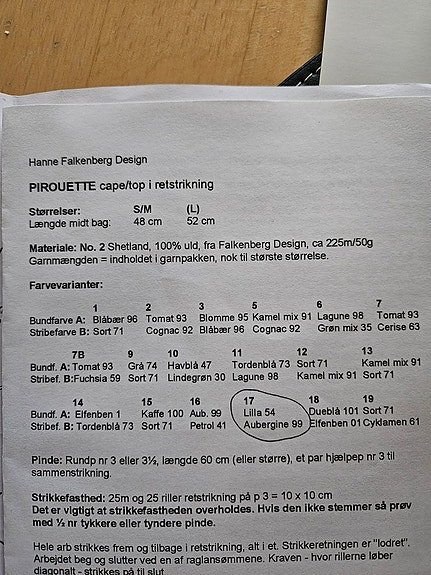 Hanne Falkenberg Design
PIROUETTE cape/top i retstrikning
Størrelser: S/M (L)
Længde midt bag: 48 cm 52 cm
Materiale: No. 2 Shetland, 100% uld, fra Falkenberg Design, ca 225m/50g
Garnmængden = indholdet i garnpakken, nok til største størrelse.
Farvevarianter:
1 2 3 5 6 7
Bundfarve A: Blåbær 96 Tomat 93 Blomme 95 Kamel mix 91 Lagune 98 Tomat 93
Stribefarve B: Sort 71 Cognac 92 Blåbær 96 Cognac 92 Grøn mix 35 Cerise 63
7B 9 10 11 12 13
Bundf. A: Tomat 93 Grå 74 Havblå 47 Tordenblå 73 Sort 71 Kamel mix 91
Stribef. B: Fuchsia 59 Sort 71 Lindegrøn 30 Lagune 98 Kamel mix 91 Sort 71
14 15 16 17 18 19
Bundf. A: Elfenben 1 Kaffe 100 Aub. 99 Lilla 54 Dueblå 101 Sort 71
Stribef. B: Tordenblå 73 Sort 71 Petrol 41 Aubergine 99 Elfenben 01 Cyklamen 61
Pinde: Rundp nr 3 eller 3½, længde 60 cm (eller større), et par hjælpep nr 3 til
sammenstrikning.
Strikkefasthed: 25m og 25 riller retstrikning på p 3 = 10 x 10 cm
Det er vigtigt at strikkefastheden overholdes. Hvis den ikke stemmer så prøv
med ½ nr tykkere eller tyndere pinde.
Hele arb strikkes frem og tilbage i retstrikning, alt i et. Strikkeretningen er "lodret".
Arbejdet beg og slutter ved en af raglansømmene. Kraven - hvor rillerne løber
diagonalt - strikkes på til slut